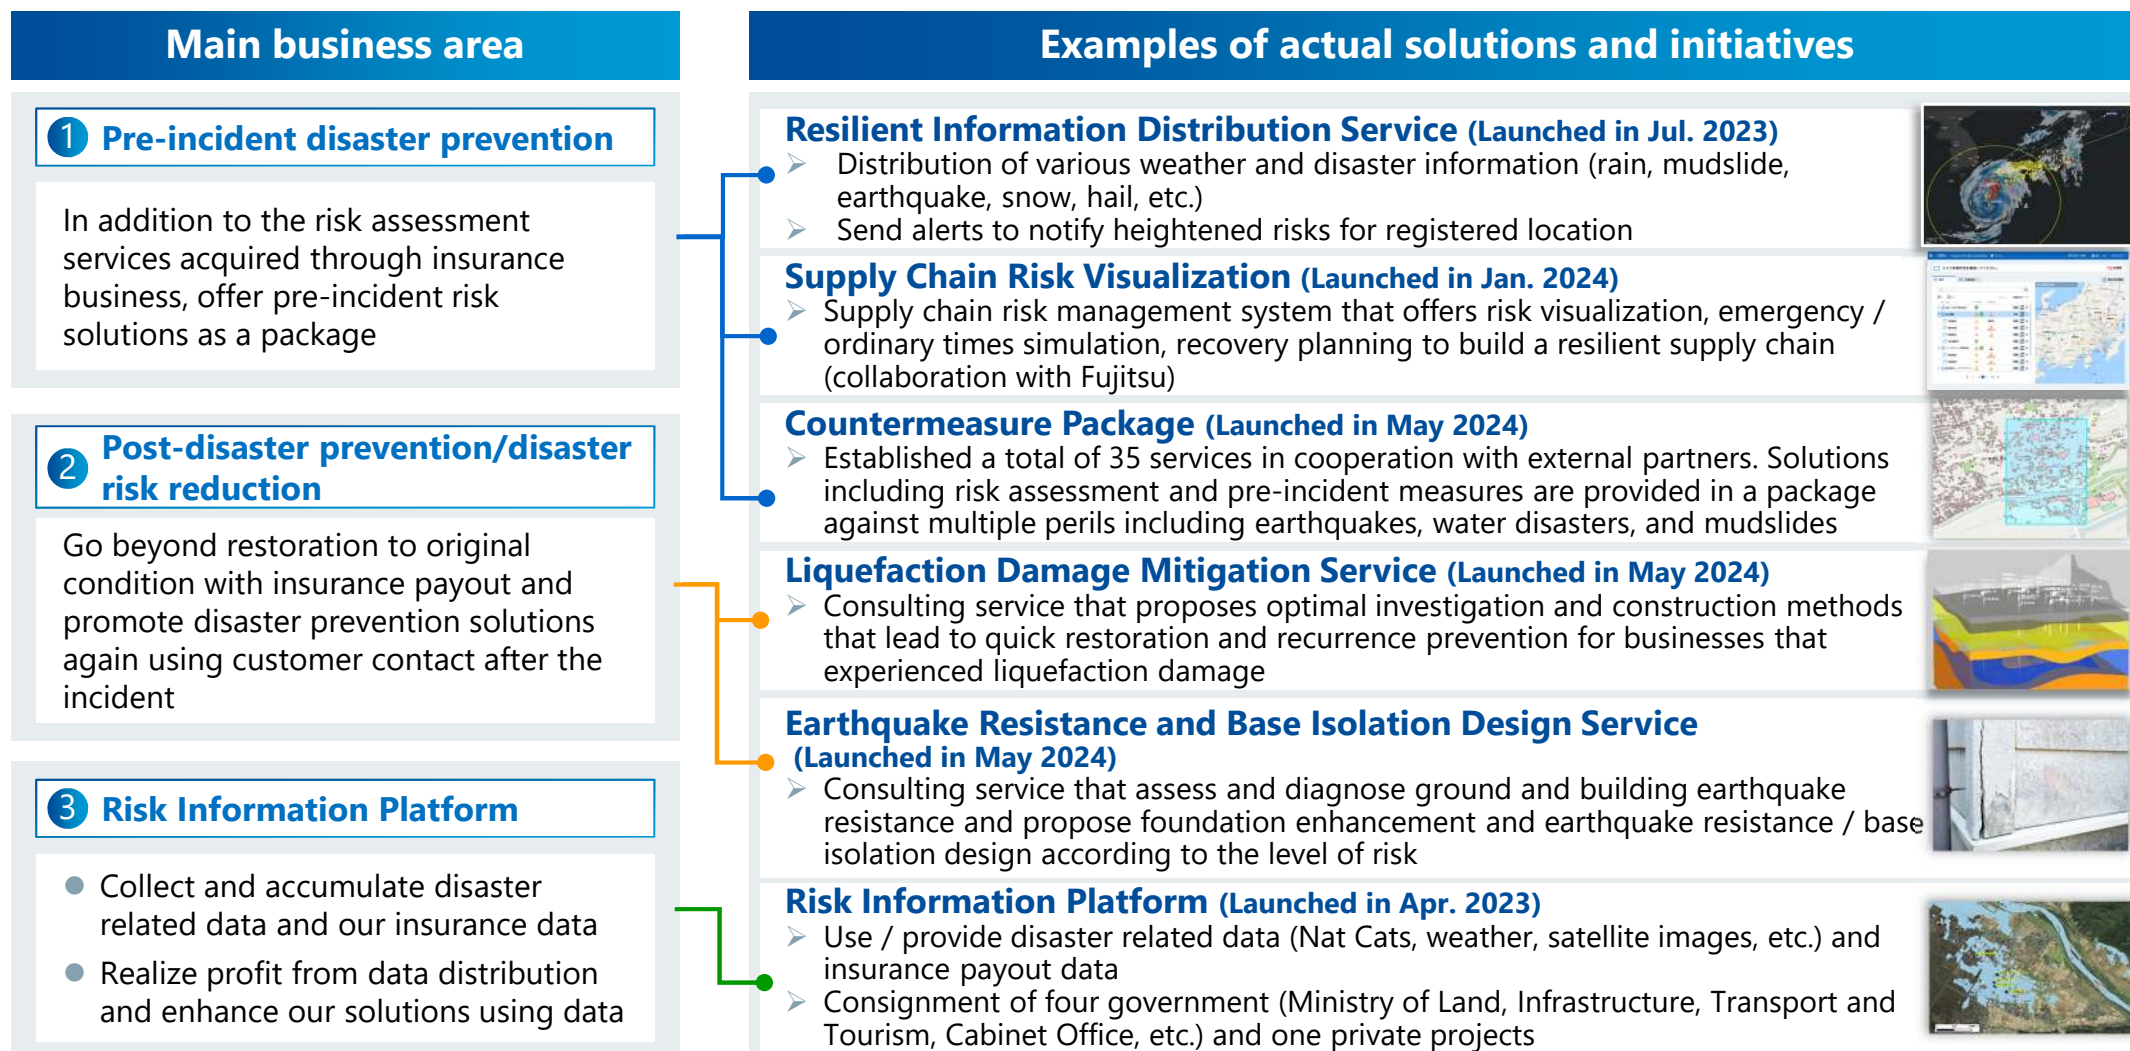 Main business area
1 Pre-incident disaster prevention
In addition to the risk assessment
services acquired through insurance
business, offer pre-incident risk
solutions as a package
2 Post-disaster prevention/disaster
risk reduction
Go beyond restoration to original
condition with insurance payout and
promote disaster prevention solutions
again using customer contact after the
incident
3 Risk Information Platform
● Collect and accumulate disaster
related data and our insurance data
● Realize profit from data distribution
and enhance our solutions using data
Examples of actual solutions and initiatives
Resilient Information Distribution Service (Launched in Jul. 2023)
➢ Distribution of various weather and disaster information (rain, mudslide,
earthquake, snow, hail, etc.)
➢ Send alerts to notify heightened risks for registered location
Supply Chain Risk Visualization (Launched in Jan. 2024)
➢ Supply chain risk management system that offers risk visualization, emergency /
ordinary times simulation, recovery planning to build a resilient supply chain
(collaboration with Fujitsu)
Countermeasure Package (Launched in May 2024)
➢ Established a total of 35 services in cooperation with external partners. Solutions
including risk assessment and pre-incident measures are provided in a package
against multiple perils including earthquakes, water disasters, and mudslides
Liquefaction Damage Mitigation Service (Launched in May 2024)
➢ Consulting service that proposes optimal investigation and construction methods
that lead to quick restoration and recurrence prevention for businesses that
experienced liquefaction damage
Earthquake Resistance and Base Isolation Design Service
(Launched in May 2024)
➢ Consulting service that assess and diagnose ground and building earthquake
resistance and propose foundation enhancement and earthquake resistance / base
isolation design according to the level of risk
Risk Information Platform (Launched in Apr. 2023)
➢ Use / provide disaster related data (Nat Cats, weather, satellite images, etc.) and
insurance payout data
➢ Consignment of four government (Ministry of Land, Infrastructure, Transport and
Tourism, Cabinet Office, etc.) and one private projects